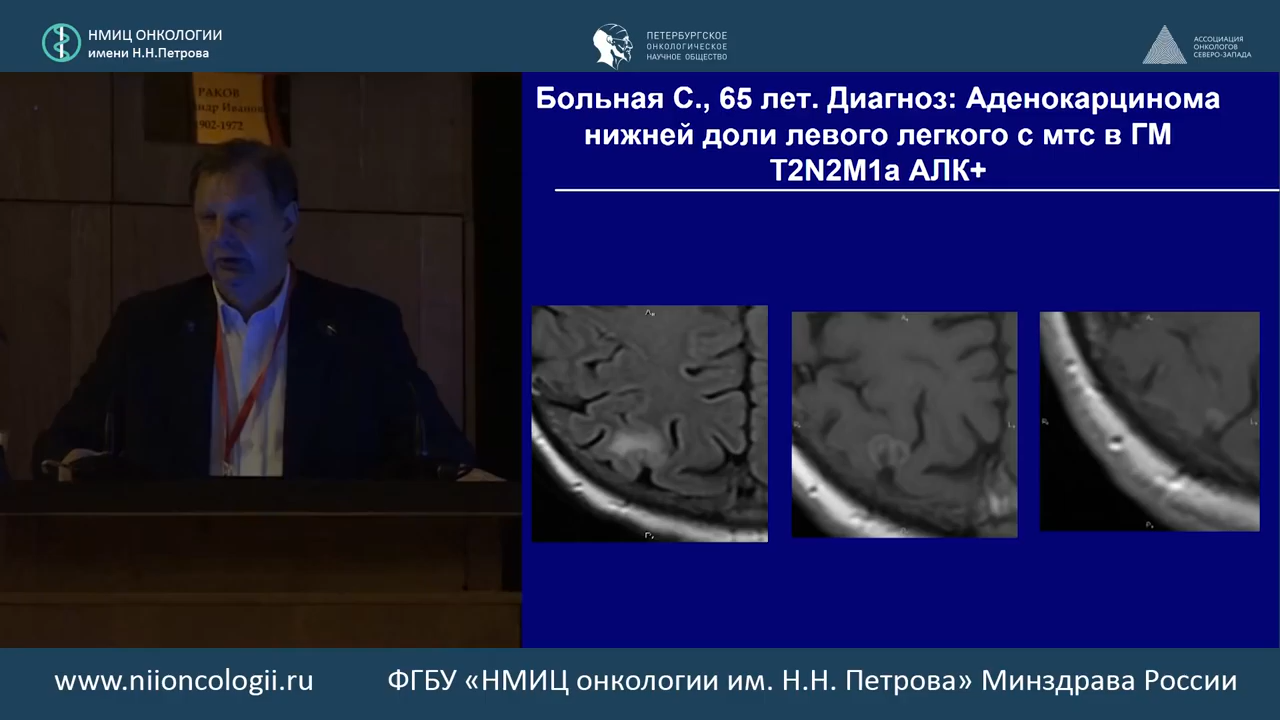 НМИЦ ОНКОЛОГИИ
имени Н.Н.Петрова
ПЕТЕРБУРГСКОЕ
ОНКОЛОГИЧЕСКОЕ
НАУЧНОЕ ОБЩЕСТВО
АССОЦИАЦИЯ
ОНКОЛОГОВ
СЕВЕРО-ЗАПАДА
РАКОВ
1902-1972
Больная С., 65 лет. Диагноз: Аденокарцинома
нижней доли левого легкого с мтс в ГМ
T2N2M1a АЛК+
www.niioncologii.ru
ФГБУ «НМИЦ онкологии им. Н.Н. Петрова» Минздрава России